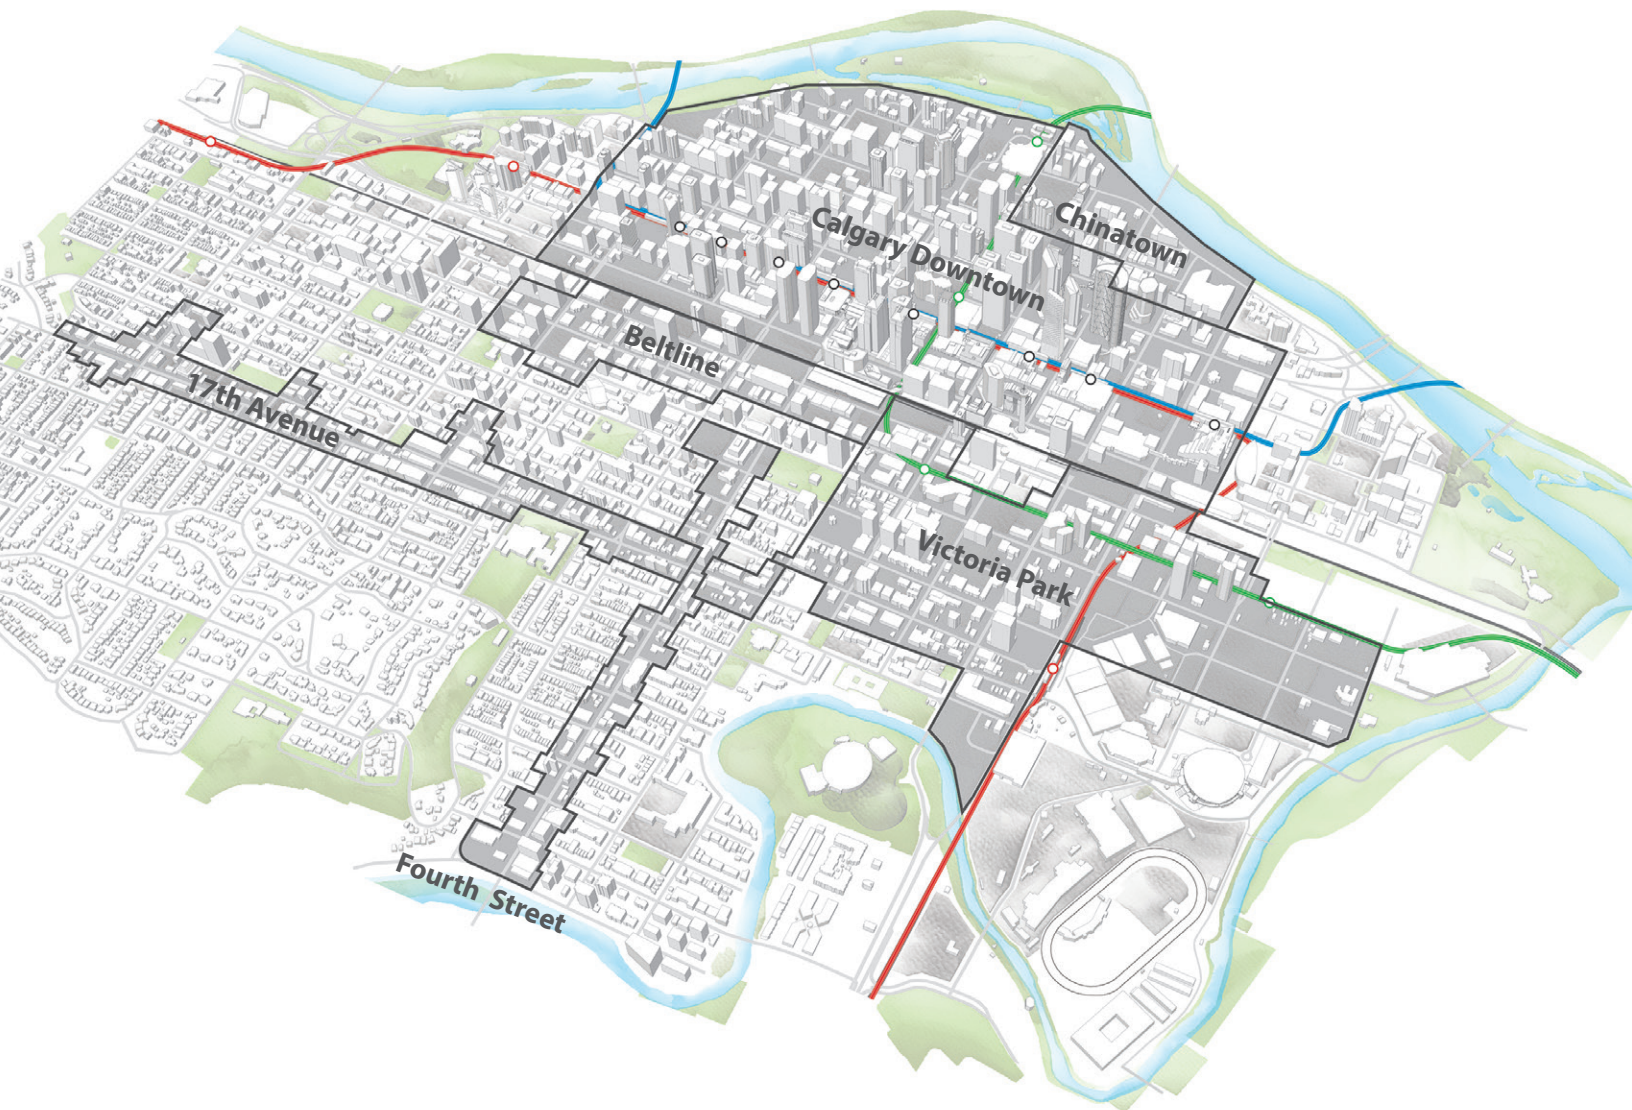 Chinatown
Calgary Downtown
Beltline
17th Avenue
Victoria Park
Fourth Street